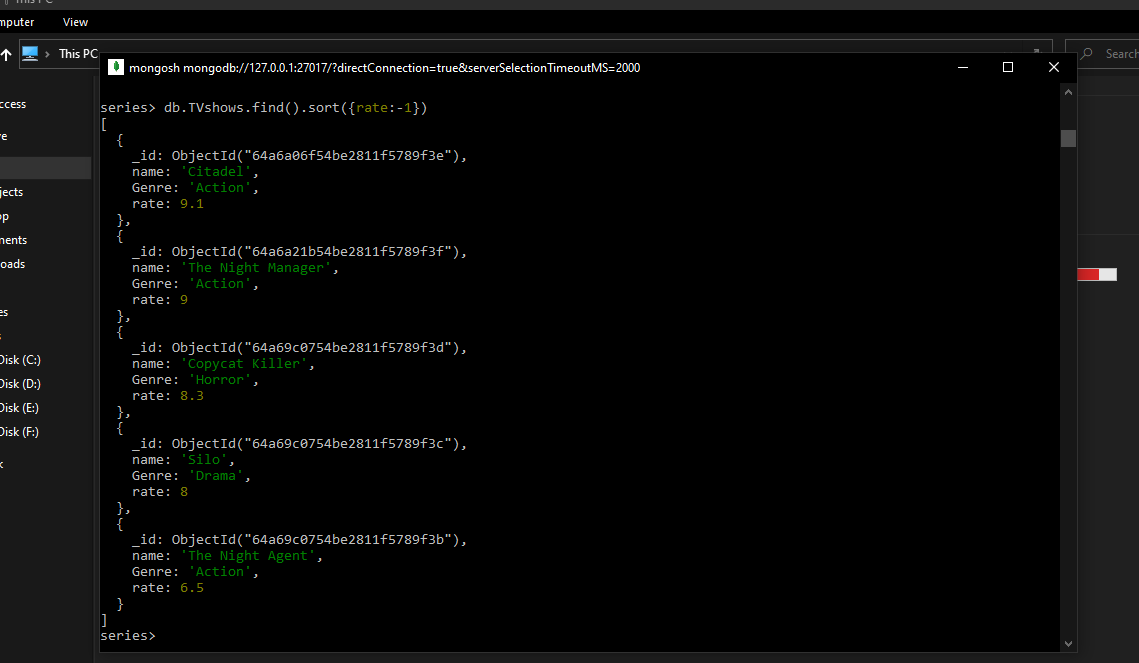 This PC
mputer View
This PC
Search
mongosh mongodb://127.0.0.1:27017/?directConnection=true&serverSelectionTimeoutMS=2000
series> db.TVshows.find().sort({rate:-1})
[
{
_id: ObjectId("64a6a06f54be2811f5789f3e"),
name: 'Citadel',
Genre: 'Action',
rate: 9.1
},
{
_id: ObjectId("64a6a21b54be2811f5789f3f"),
name: 'The Night Manager',
Genre: 'Action',
rate: 9
},
{
_id: ObjectId("64a69c0754be2811f5789f3d"),
name: 'Copycat Killer',
Genre: 'Horror',
rate: 8.3
},
{
_id: ObjectId("64a69c0754be2811f5789f3c"),
name: 'Silo',
Genre: 'Drama',
rate: 8
},
{
_id: ObjectId("64a69c0754be2811f5789f3b"),
name: 'The Night Agent',
Genre: 'Action',
rate: 6.5
}
]
series>
ccess
re
jects
op
ments
oads
es
s
Disk (C:)
Disk (D:)
Disk (E:)
Disk (F:)
k